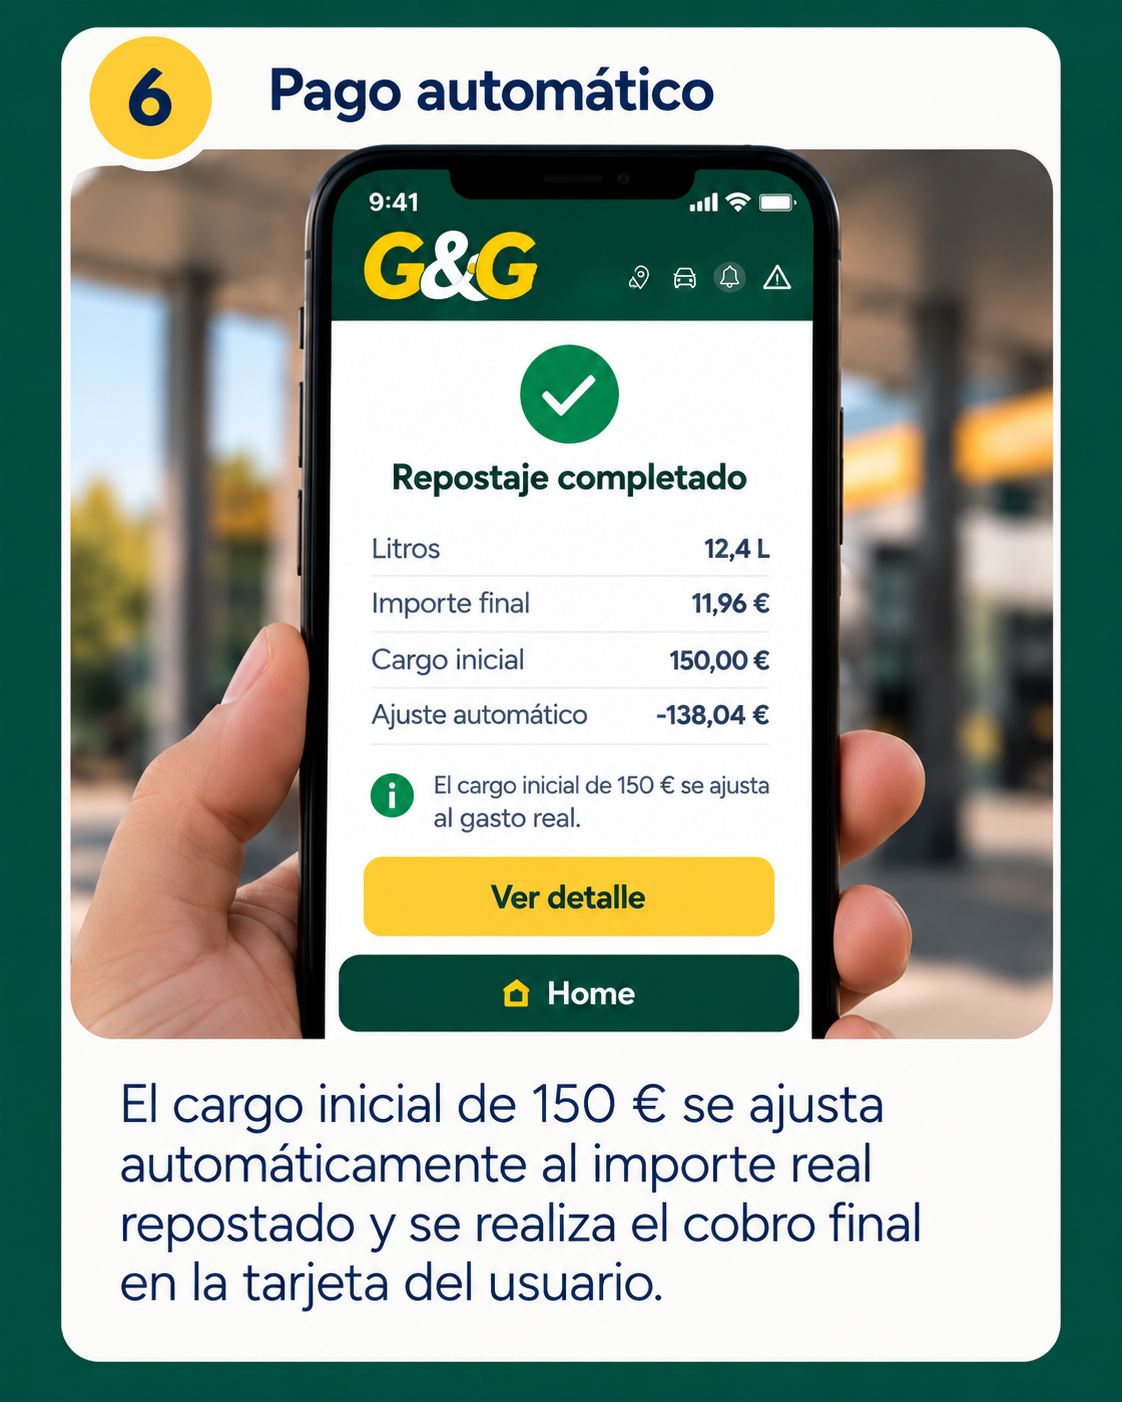 6
Pago automático
9:41
G&G
Repostaje completado
Litros 12,4 L
Importe final 11,96 €
Cargo inicial 150,00 €
Ajuste automático -138,04 €
El cargo inicial de 150 € se ajusta
al gasto real.
Ver detalle
Home
El cargo inicial de 150 € se ajusta
automáticamente al importe real
repostado y se realiza el cobro final
en la tarjeta del usuario.